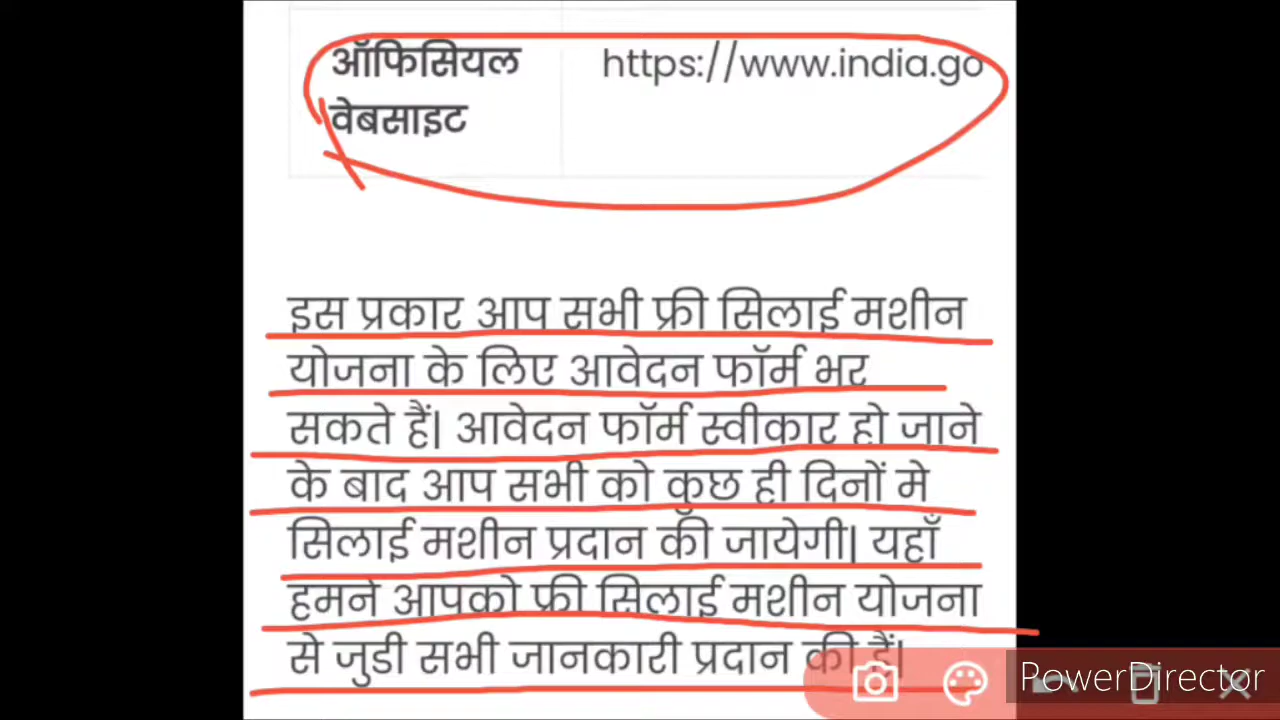 ऑफिसियल https://www.india.go
वेबसाइट
इस प्रकार आप सभी फ्री सिलाई मशीन
योजना के लिए आवेदन फॉर्म भर
सकते हैं| आवेदन फॉर्म स्वीकार हो जाने
के बाद आप सभी को कुछ ही दिनों मे
सिलाई मशीन प्रदान की जायेगी| यहाँ
हमने आपको फ्री सिलाई मशीन योजना
से जुडी सभी जानकारी प्रदान की हैं|
PowerDirector